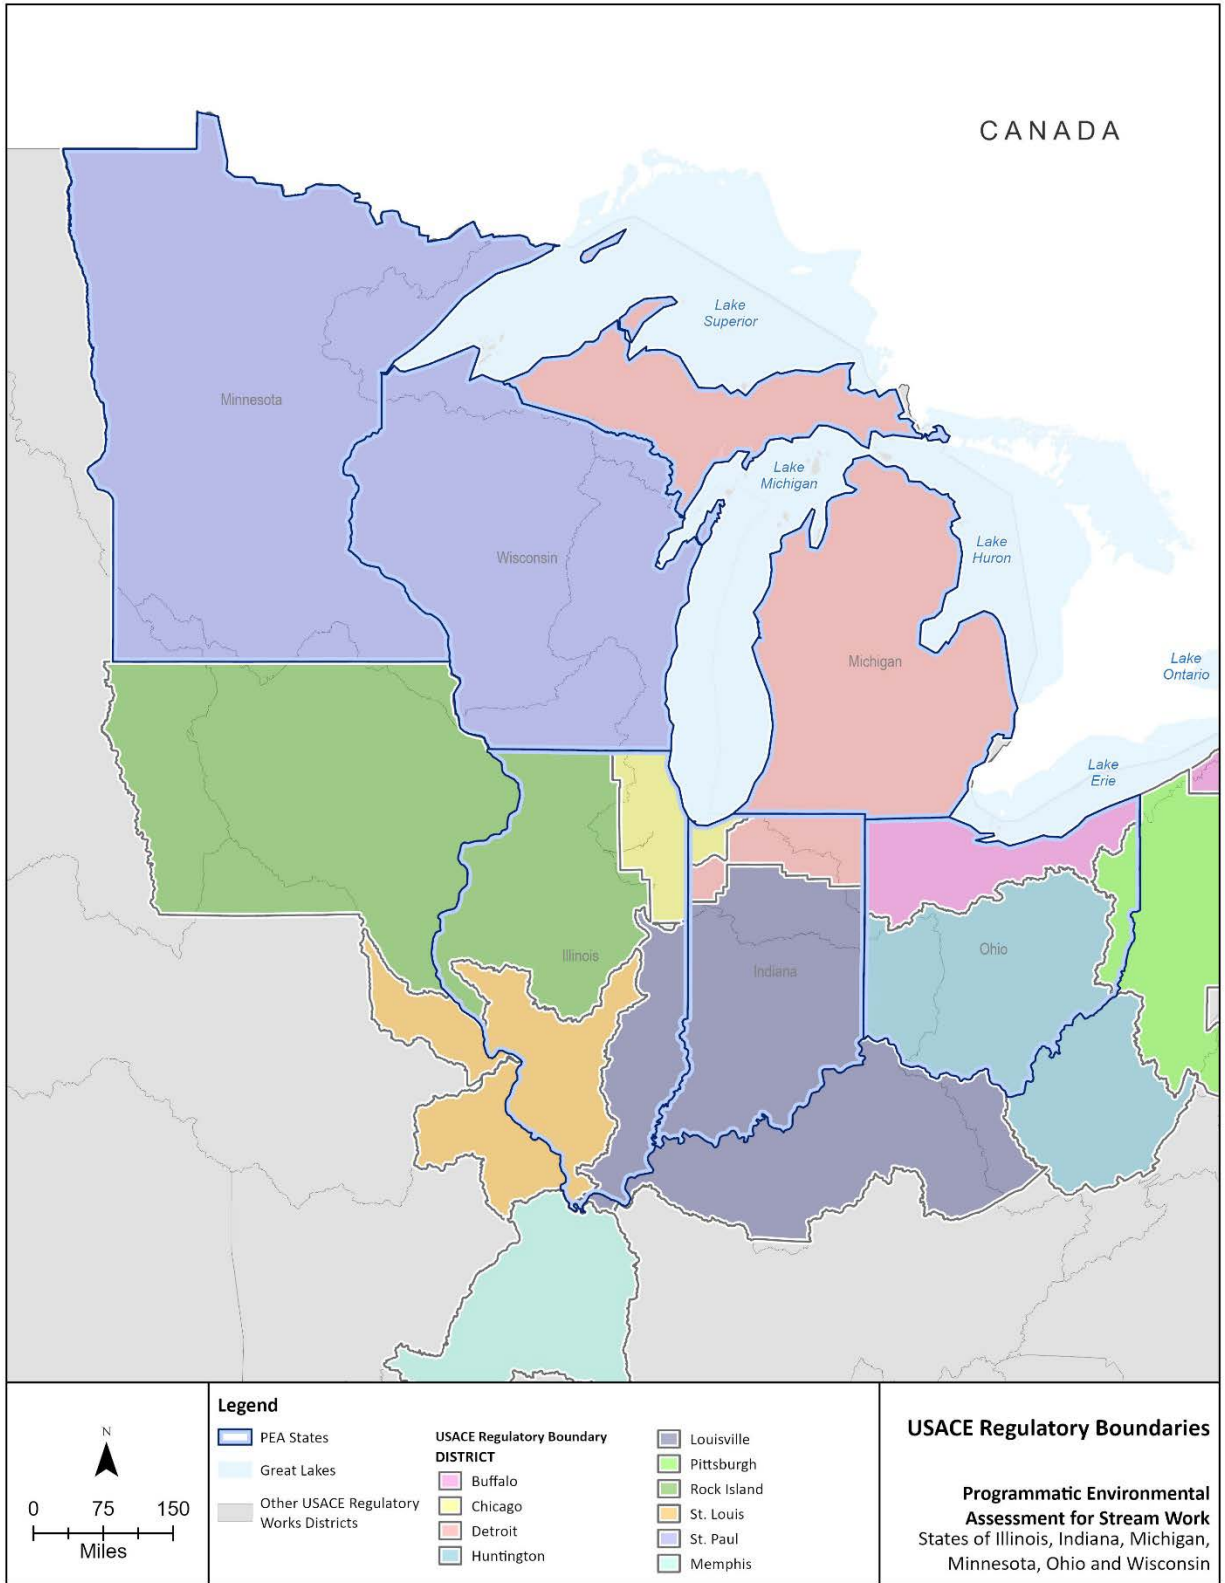 CANADA
Lake
Superior
Minnesota
Lake
Michigan
Lake
Huron
Wisconsin
Michigan
Lake
Ontario
Lake
Erie
Illinois
Indiana
Ohio
N
0 75 150
Miles
Legend
PEA States
Great Lakes
Other USACE Regulatory
Works Districts
USACE Regulatory Boundary
DISTRICT
Buffalo
Chicago
Detroit
Huntington
Louisville
Pittsburgh
Rock Island
St. Louis
St. Paul
Memphis
USACE Regulatory Boundaries
Programmatic Environmental
Assessment for Stream Work
States of Illinois, Indiana, Michigan,
Minnesota, Ohio and Wisconsin